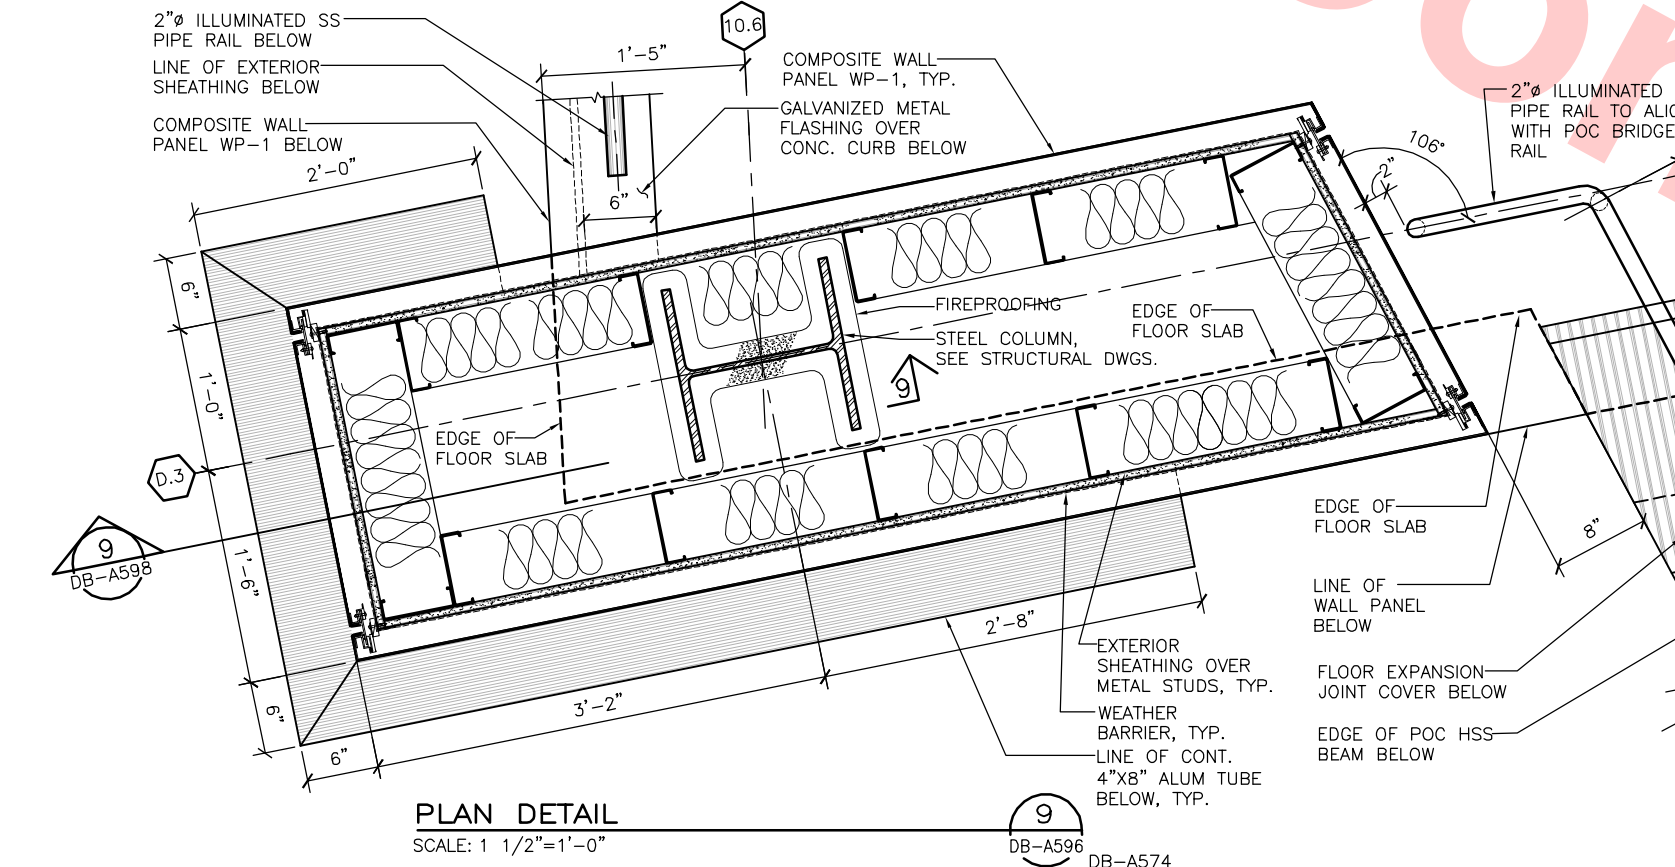 2"ø ILLUMINATED SS
PIPE RAIL BELOW
LINE OF EXTERIOR
SHEATHING BELOW
COMPOSITE WALL
PANEL WP-1 BELOW
2'-0"
1'-5"
10.6
COMPOSITE WALL
PANEL WP-1, TYP.
GALVANIZED METAL
FLASHING OVER
CONC. CURB BELOW
6"
2"ø ILLUMINATED
PIPE RAIL TO
WITH POC BRIDGE
RAIL
106°
2"
6"
1'-0"
D.3
1'-6"
6"
9
DB-A598
FIREPROOFING
STEEL COLUMN,
SEE STRUCTURAL DWGS.
9
EDGE OF
FLOOR SLAB
EDGE OF
FLOOR SLAB
EDGE OF
FLOOR SLAB
8"
LINE OF
WALL PANEL
BELOW
FLOOR EXPANSION
JOINT COVER BELOW
EDGE OF POC HSS
BEAM BELOW
6"
3'-2"
2'-8"
EXTERIOR
SHEATHING OVER
METAL STUDS, TYP.
WEATHER
BARRIER, TYP.
LINE OF CONT.
4"X8" ALUM TUBE
BELOW, TYP.
PLAN DETAIL
SCALE: 1 1/2"=1'-0"
9
DB-A596
DB-A574